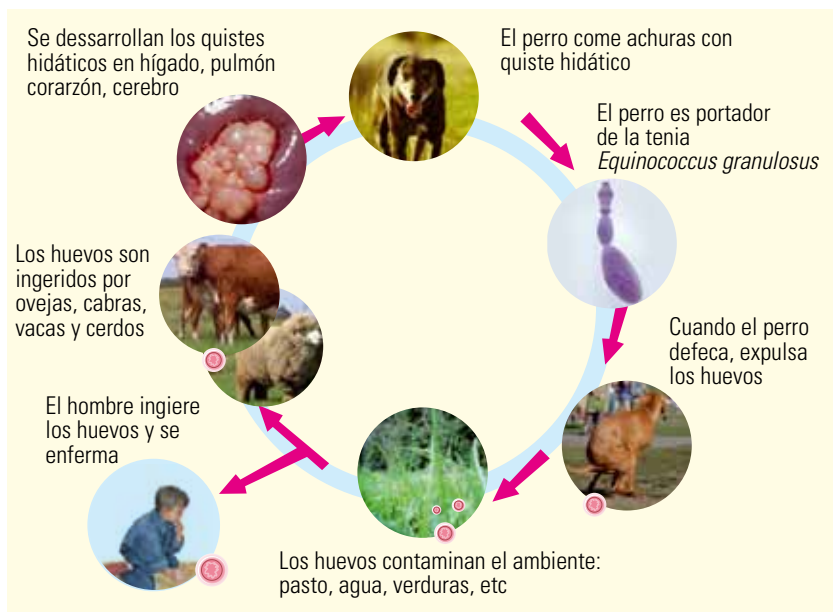 Se dessarrollan los quistes
hidáticos en hígado, pulmón
corarzón, cerebro
El perro come achuras con
quiste hidático
El perro es portador
de la tenia
Equinococcus granulosus
Cuando el perro
defeca, expulsa
los huevos
Los huevos contaminan el ambiente:
pasto, agua, verduras, etc
El hombre ingiere
los huevos y se
enferma
Los huevos son
ingeridos por
ovejas, cabras,
vacas y cerdos